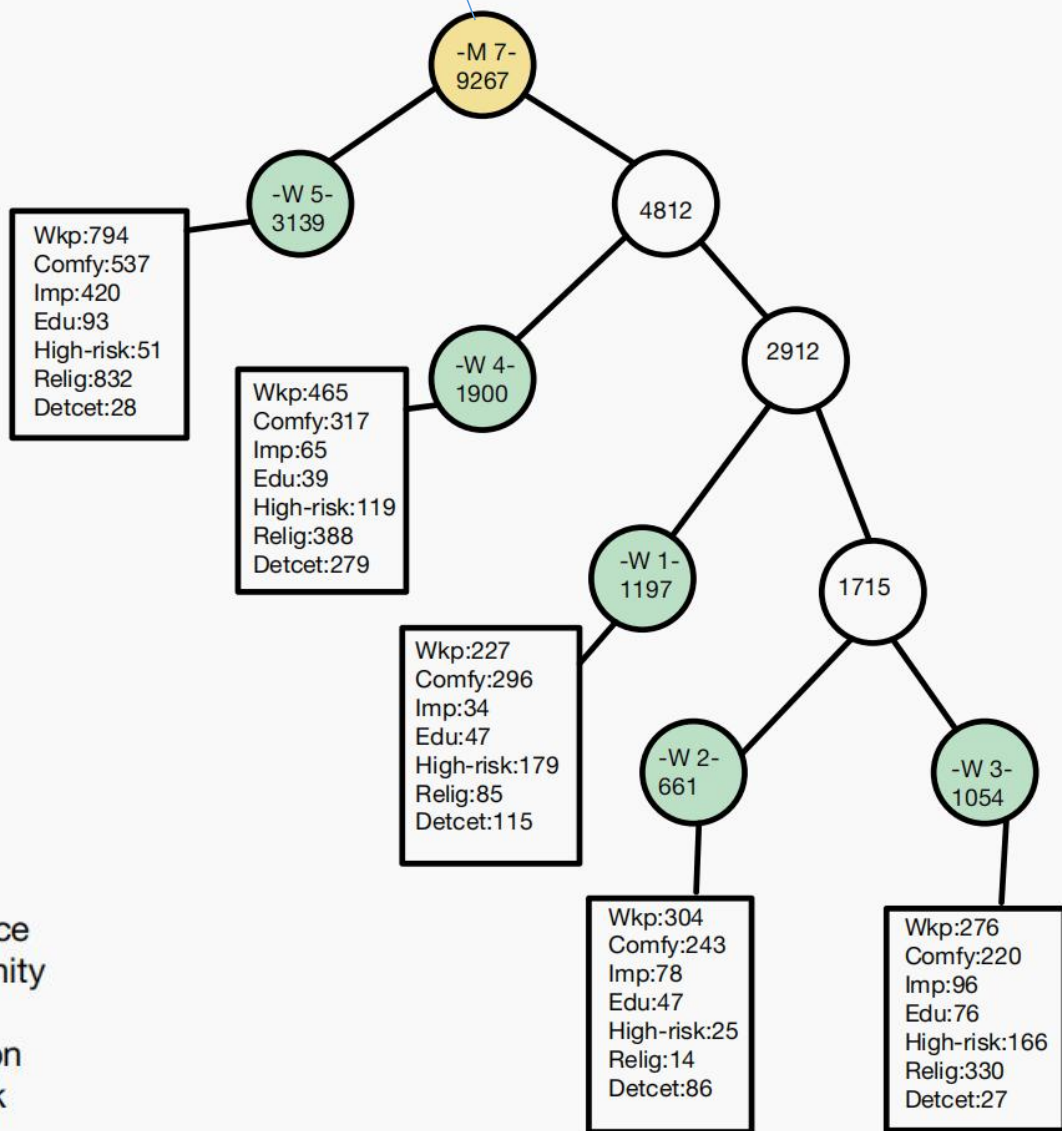 -M 7-
9267
-W 5-
3139
4812
Wkp:794
Comfy:537
Imp:420
Edu:93
High-risk:51
Relig:832
Detcet:28
-W 4-
1900
2912
Wkp:465
Comfy:317
Imp:65
Edu:39
High-risk:119
Relig:388
Detcet:279
-W 1-
1197
1715
Wkp:227
Comfy:296
Imp:34
Edu:47
High-risk:179
Relig:85
Detcet:115
-W 2-
661
-W 3-
1054
Wkp:304
Comfy:243
Imp:78
Edu:47
High-risk:25
Relig:14
Detcet:86
Wkp:276
Comfy:220
Imp:96
Edu:76
High-risk:166
Relig:330
Detcet:27
ce
nity
on
k